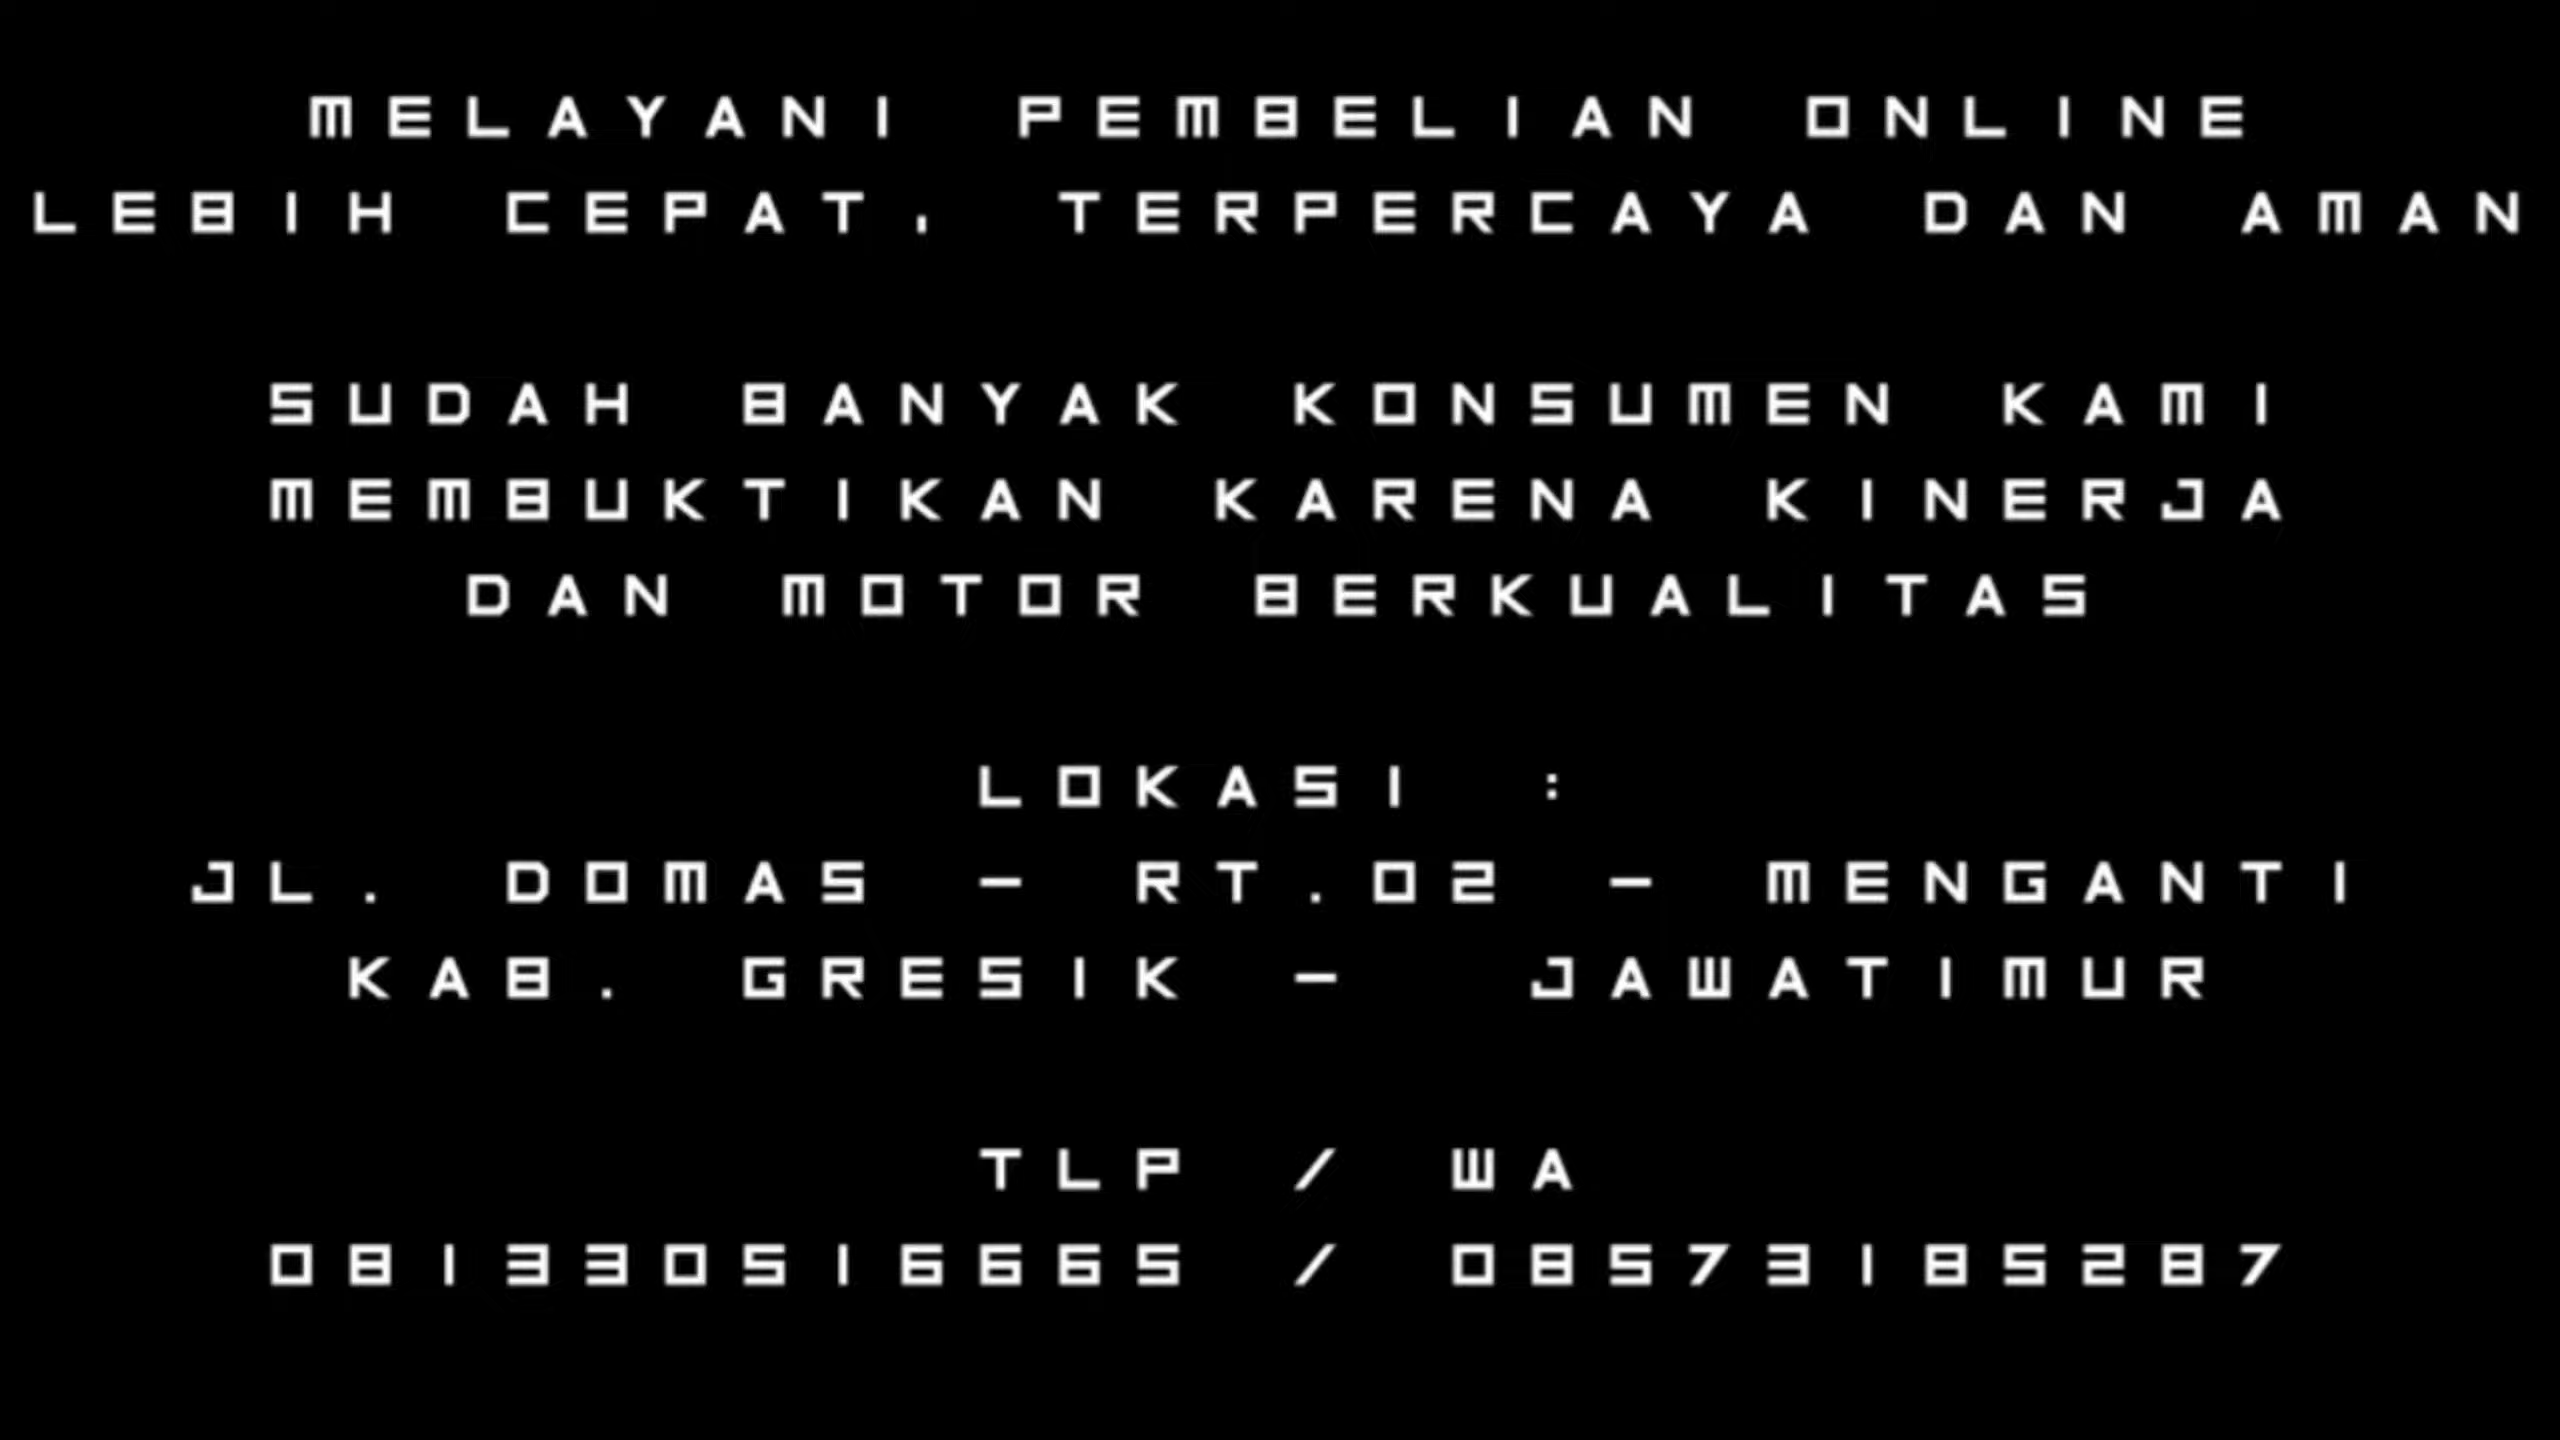 MELAYANI PEMBELIAN ONLINE
LEBIH CEPAT, TERPERCAYA DAN AMAN
SUDAH BANYAK KONSUMEN KAMI
MEMBUKTIKAN KARENA KINERJA
DAN MOTOR BERKUALITAS
LOKASI :
JL. DOMAS - RT.02 - MENGANTI
KAB. GRESIK - JAWATIMUR
TLP / WA
081330516665 / 08573185287